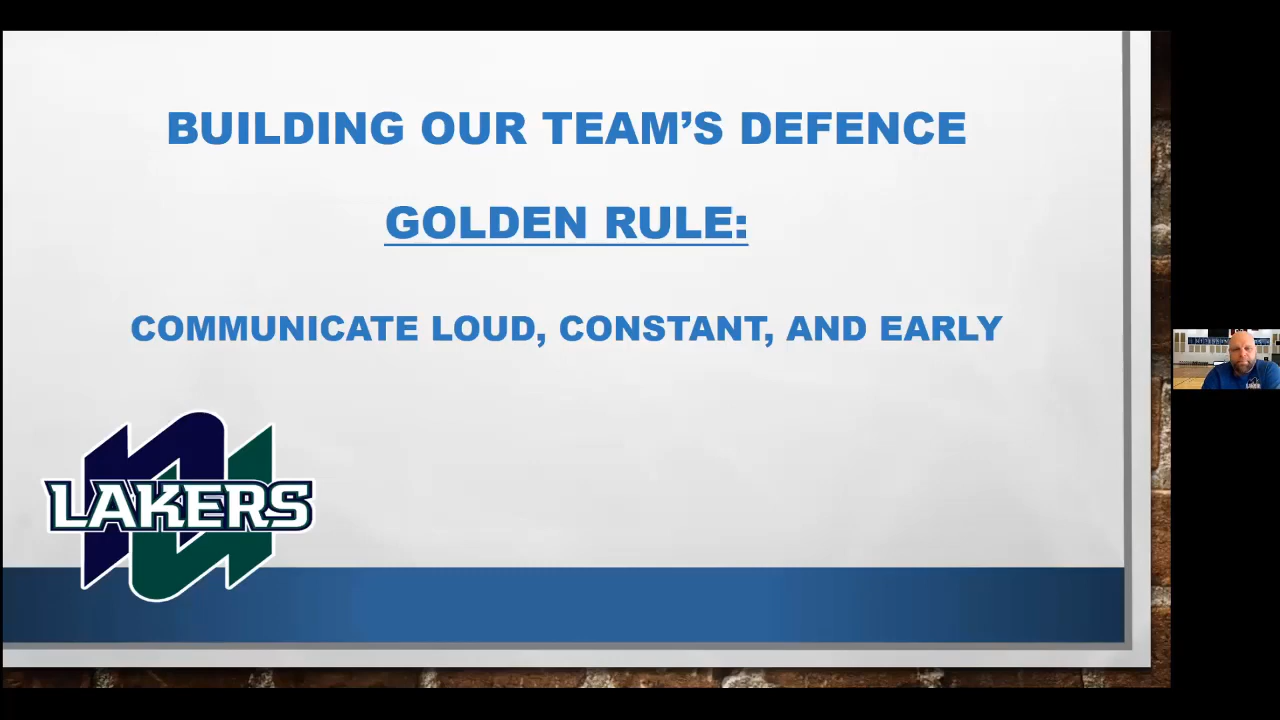 BUILDING OUR TEAM’S DEFENCE
GOLDEN RULE:
COMMUNICATE LOUD, CONSTANT, AND EARLY
LAKERS